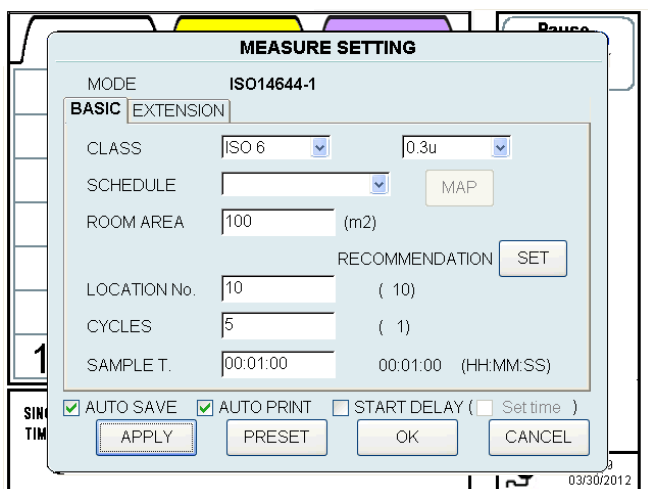 Pause
MEASURE SETTING
MODE ISO14644-1
BASIC EXTENSION
CLASS ISO 6 0.3u
SCHEDULE MAP
ROOM AREA 100 (m2)
RECOMMENDATION SET
LOCATION No. 10 ( 10)
CYCLES 5 ( 1)
SAMPLE T. 00:01:00 00:01:00 (HH:MM:SS)
1
AUTO SAVE AUTO PRINT START DELAY ( Set time )
TIM
APPLY PRESET OK CANCEL
03/30/2012